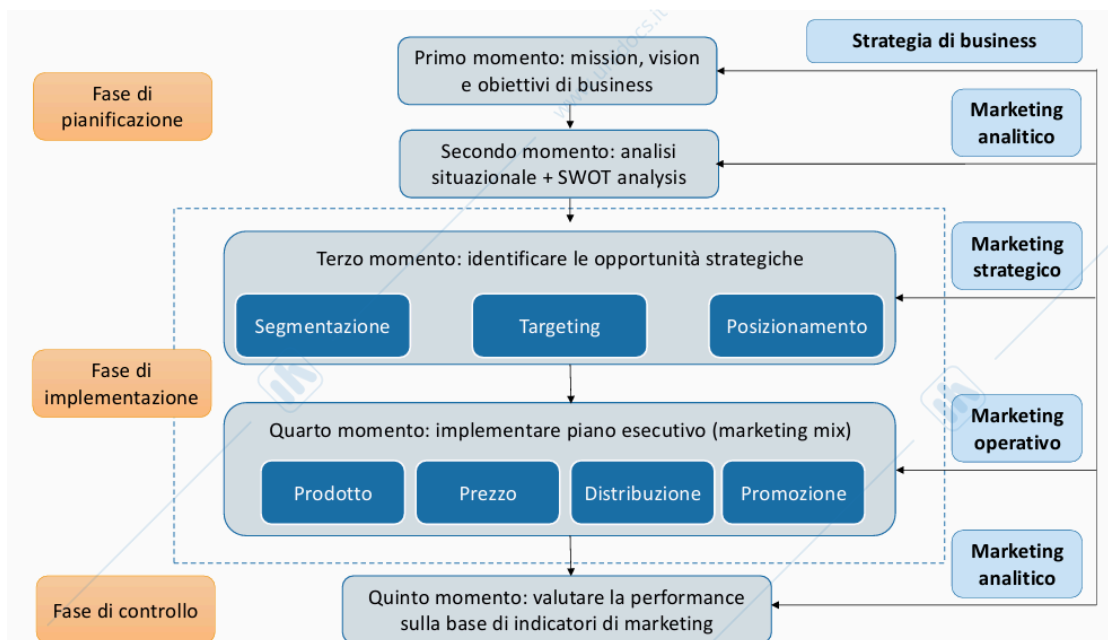 Strategia di business
Primo momento: mission, vision
e obiettivi di business
Fase di
pianificazione
Marketing
analitico
Secondo momento: analisi
situazionale + SWOT analysis
Marketing
strategico
Terzo momento: identificare le opportunità strategiche
Segmentazione
Targeting
Posizionamento
Fase di
implementazione
Marketing
operativo
Quarto momento: implementare piano esecutivo (marketing mix)
Prodotto
Prezzo
Distribuzione
Promozione
Marketing
analitico
Fase di controllo
Quinto momento: valutare la performance
sulla base di indicatori di marketing